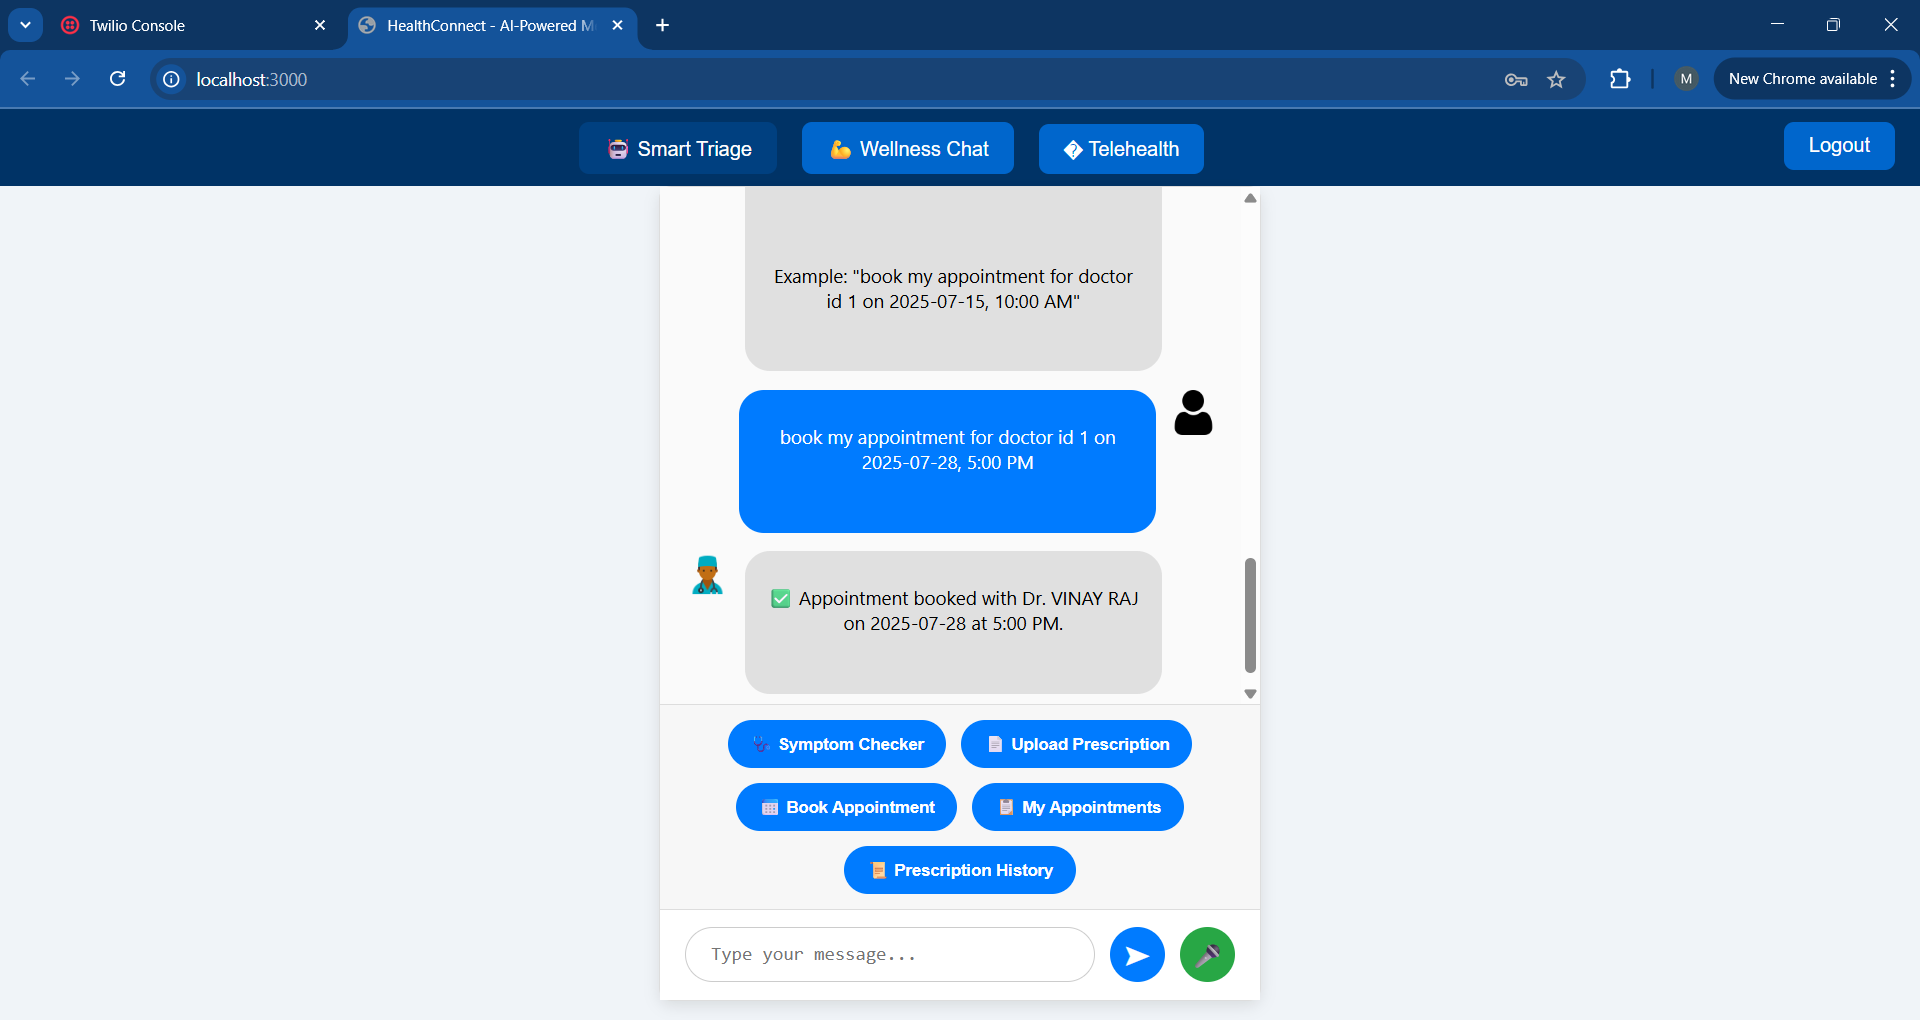 Twilio Console
HealthConnect - AI-Powered M
localhost:3000
M
New Chrome available
Smart Triage
Wellness Chat
� Telehealth
Logout
Example: "book my appointment for doctor
id 1 on 2025-07-15, 10:00 AM"
book my appointment for doctor id 1 on
2025-07-28, 5:00 PM
Appointment booked with Dr. VINAY RAJ
on 2025-07-28 at 5:00 PM.
Symptom Checker
Upload Prescription
Book Appointment
My Appointments
Prescription History
Type your message...